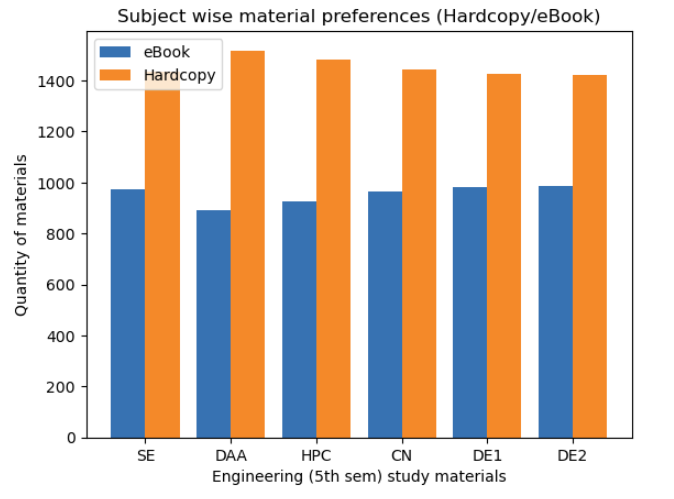 Subject wise material preferences (Hardcopy/eBook)
eBook
Hardcopy
1400
1200
1000
800
600
400
200
0
Quantity of materials
SE DAA HPC CN DE1 DE2
Engineering (5th sem) study materials